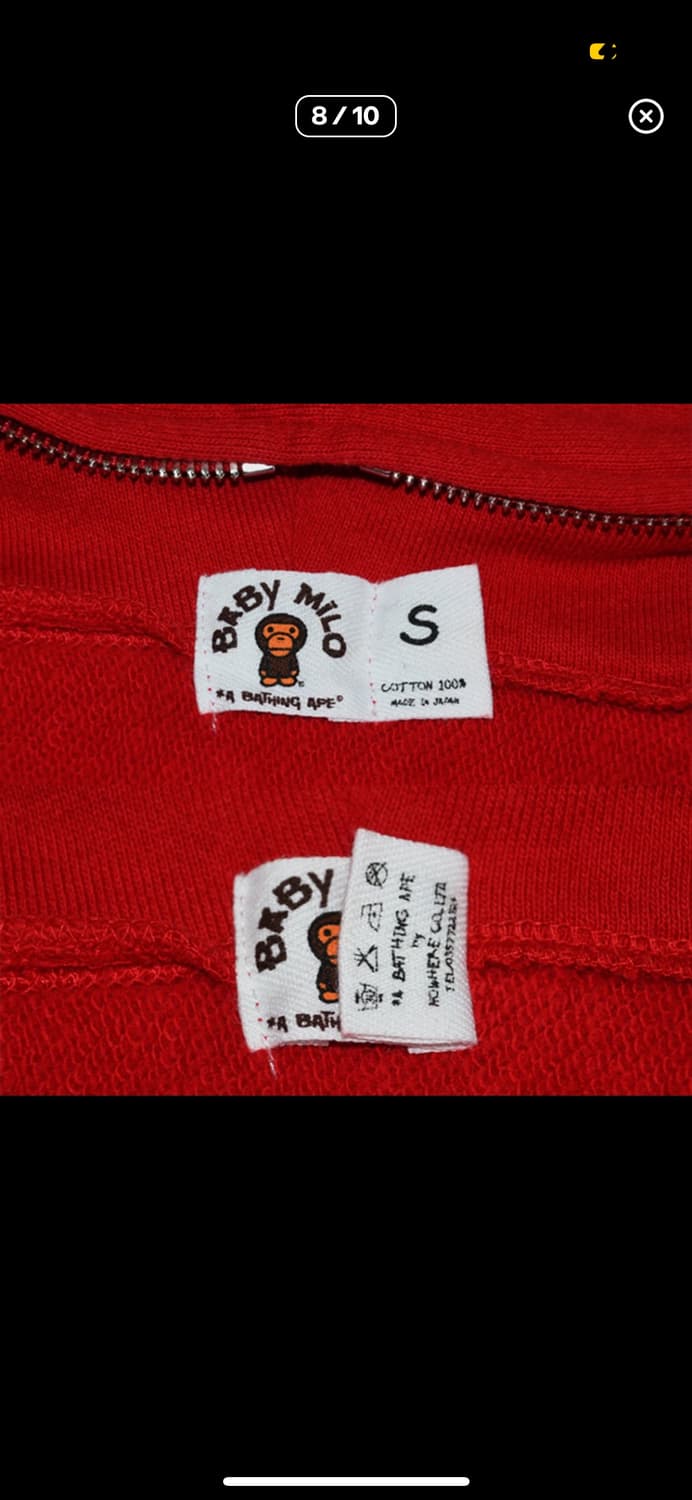 8 / 10
BABY MILO
®
*A BATHING APE®
S
COTTON 100%
MADE IN JAPAN
BABY
*A BATH
*A BATHING APE
by
NOWHERE CO., LTD